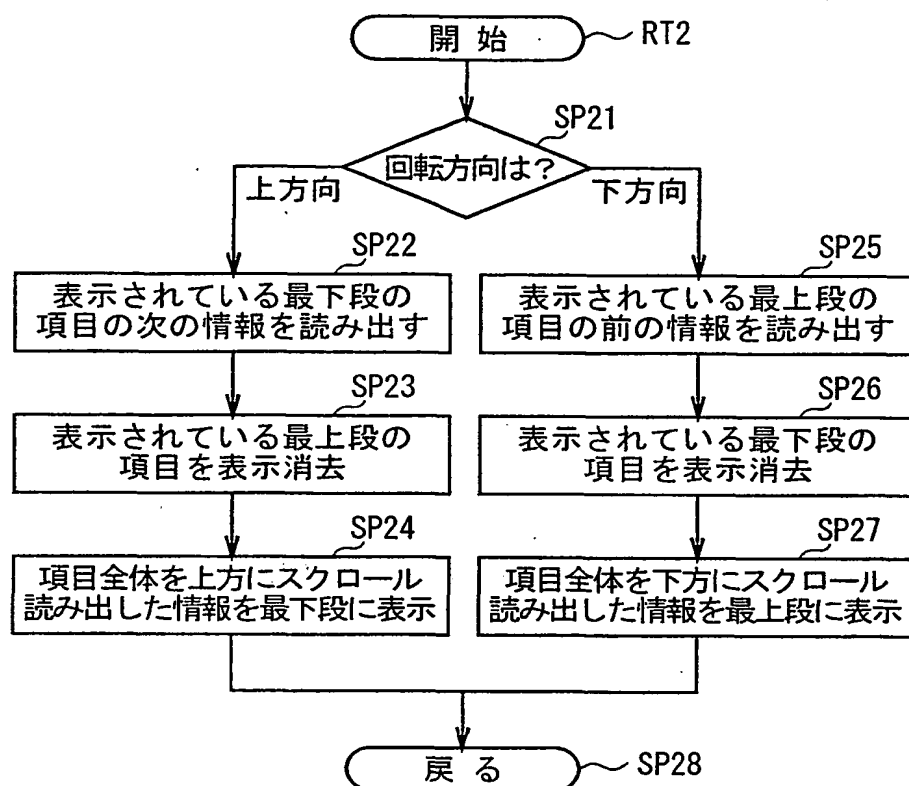 開始
RT2
SP21
回転方向は?
上方向
下方向
SP22
表示されている最下段の
項目の次の情報を読み出す
SP23
表示されている最上段の
項目を表示消去
SP24
項目全体を上方にスクロール
読み出した情報を最下段に表示
SP25
表示されている最上段の
項目の前の情報を読み出す
SP26
表示されている最下段の
項目を表示消去
SP27
項目全体を下方にスクロール
読み出した情報を最上段に表示
戻る
SP28